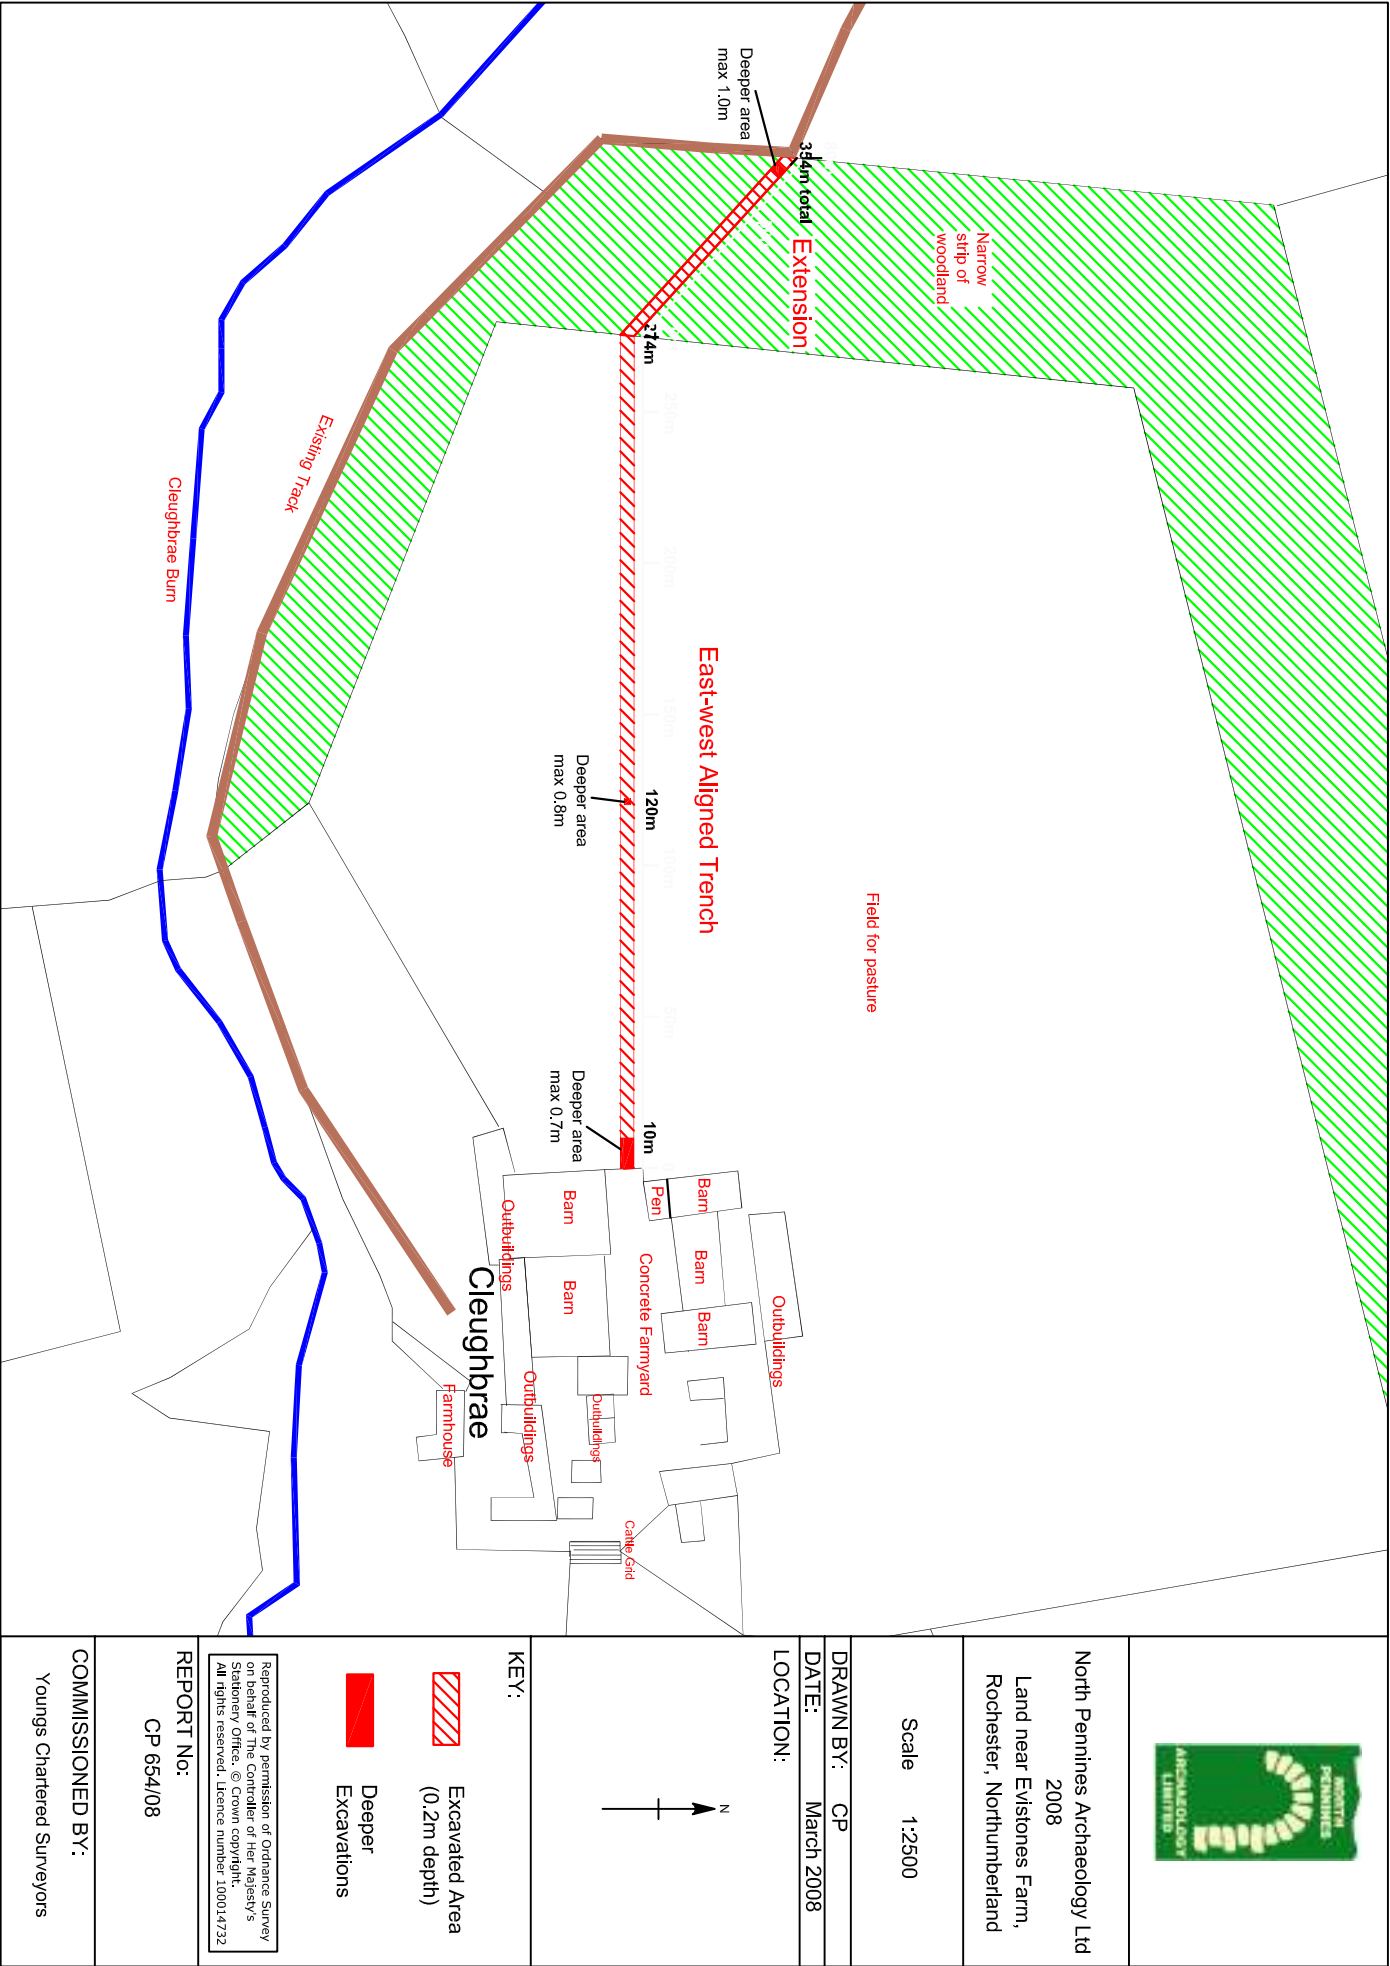 Deeper area
max 1.0m
354m total
Extension
Narrow
strip of
woodland
274m
250m
200m
150m
100m
50m
0
Existing Track
Cleughbrae Burn
East-west Aligned Trench
Deeper area
max 0.8m
120m
Field for pasture
Deeper area
max 0.7m
10m
Pen
Barn
Barn
Barn
Barn
Barn
Outbuildings
Outbuildings
Outbuildings
Outbuildings
Concrete Farmyard
Cleughbrae
Farmhouse
Cattle Grid
NORTH
PENNINES
ARCHAEOLOGY
LIMITED
North Pennines Archaeology Ltd
2008
Land near Evistones Farm,
Rochester, Northumberland
Scale 1:2500
DRAWN BY: CP
DATE: March 2008
LOCATION:
N
KEY:
Excavated Area
(0.2m depth)
Deeper
Excavations
Reproduced by permission of Ordnance Survey
on behalf of The Controller of Her Majesty's
Stationery Office. © Crown copyright.
All rights reserved. Licence number 100014732
REPORT No:
CP 654/08
COMMISSIONED BY:
Youngs Chartered Surveyors